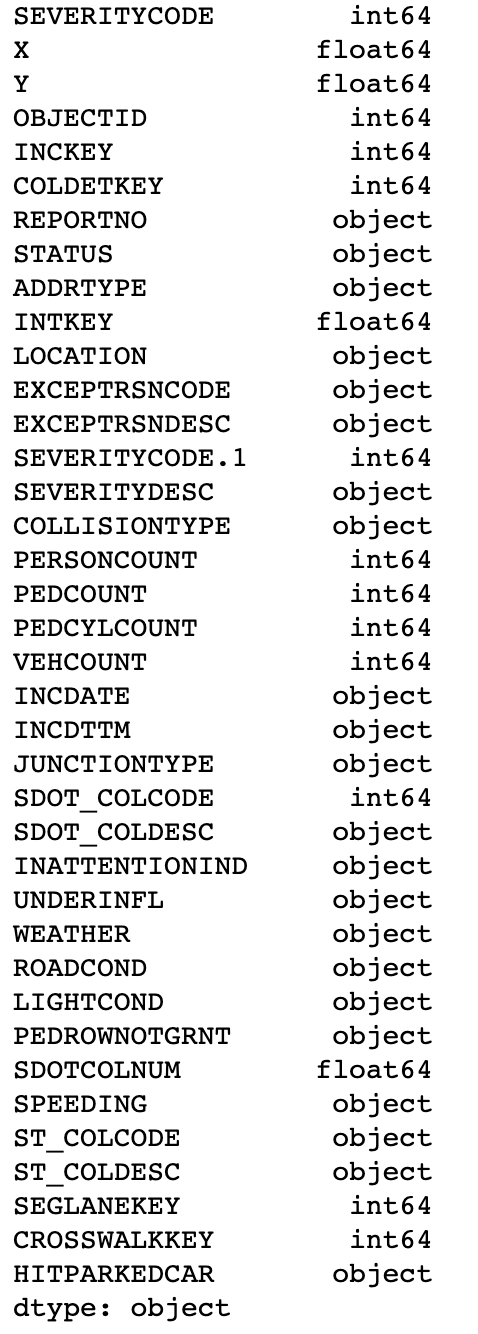 SEVERITYCODE int64
X float64
Y float64
OBJECTID int64
INCKEY int64
COLDETKEY int64
REPORTNO object
STATUS object
ADDRTYPE object
INTKEY float64
LOCATION object
EXCEPTRSNCODE object
EXCEPTRSNDESC object
SEVERITYCODE.1 int64
SEVERITYDESC object
COLLISIONTYPE object
PERSONCOUNT int64
PEDCOUNT int64
PEDCYLCOUNT int64
VEHCOUNT int64
INCDATE object
INCDTTM object
JUNCTIONTYPE object
SDOT_COLCODE int64
SDOT_COLDESC object
INATTENTIONIND object
UNDERINFL object
WEATHER object
ROADCOND object
LIGHTCOND object
PEDROWNOTGRNT object
SDOTCOLNUM float64
SPEEDING object
ST_COLCODE object
ST_COLDESC object
SEGLANEKEY int64
CROSSWALKKEY int64
HITPARKEDCAR object
dtype: object